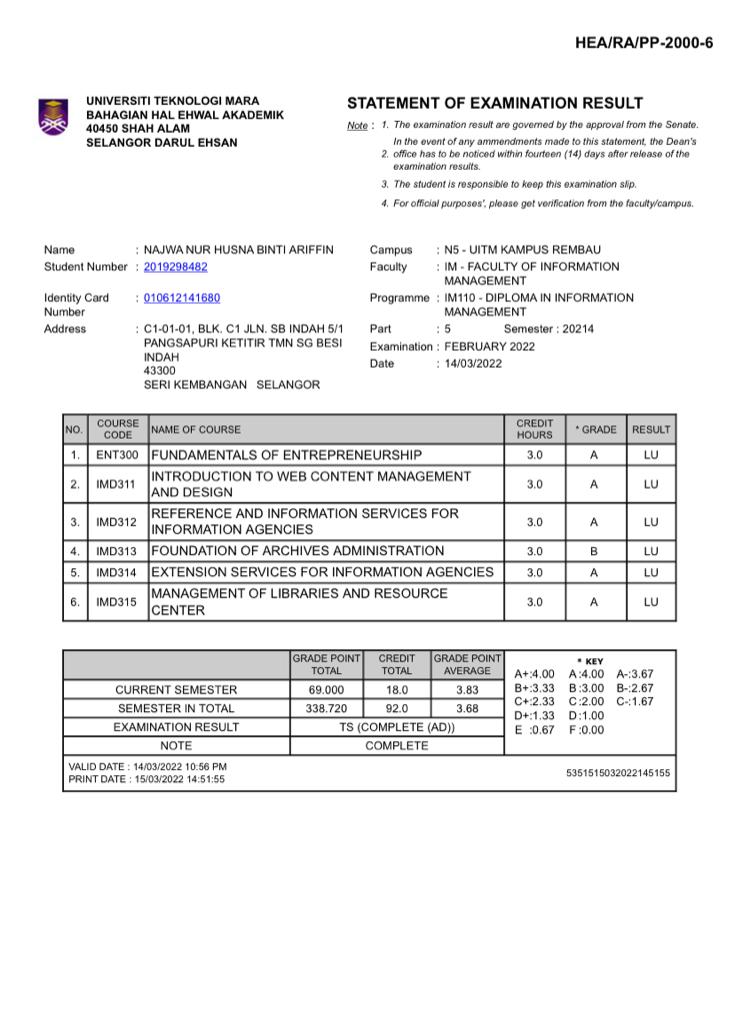 HEA/RA/PP-2000-6
UNIVERSITI TEKNOLOGI MARA
BAHAGIAN HAL EHWAL AKADEMIK
40450 SHAH ALAM
SELANGOR DARUL EHSAN
STATEMENT OF EXAMINATION RESULT
Note : 1. The examination result are governed by the approval from the Senate.
In the event of any ammendments made to this statement, the Dean's
2. office has to be noticed within fourteen (14) days after release of the
examination results.
3. The student is responsible to keep this examination slip.
4. For official purposes', please get verification from the faculty/campus.
Name : NAJWA NUR HUSNA BINTI ARIFFIN
Student Number : 2019298482
Identity Card : 010612141680
Number
Address : C1-01-01, BLK. C1 JLN. SB INDAH 5/1
PANGSAPURI KETITIR TMN SG BESI
INDAH
43300
SERI KEMBANGAN SELANGOR
Campus : N5 - UITM KAMPUS REMBAU
Faculty : IM - FACULTY OF INFORMATION
MANAGEMENT
Programme : IM110 - DIPLOMA IN INFORMATION
MANAGEMENT
Part : 5 Semester : 20214
Examination : FEBRUARY 2022
Date : 14/03/2022
NO. COURSE CODE NAME OF COURSE CREDIT HOURS * GRADE RESULT
1. ENT300 FUNDAMENTALS OF ENTREPRENEURSHIP 3.0 A LU
2. IMD311 INTRODUCTION TO WEB CONTENT MANAGEMENT
AND DESIGN 3.0 A LU
3. IMD312 REFERENCE AND INFORMATION SERVICES FOR
INFORMATION AGENCIES 3.0 A LU
4. IMD313 FOUNDATION OF ARCHIVES ADMINISTRATION 3.0 B LU
5. IMD314 EXTENSION SERVICES FOR INFORMATION AGENCIES 3.0 A LU
6. IMD315 MANAGEMENT OF LIBRARIES AND RESOURCE
CENTER 3.0 A LU
GRADE POINT TOTAL CREDIT TOTAL GRADE POINT AVERAGE
CURRENT SEMESTER 69.000 18.0 3.83
SEMESTER IN TOTAL 338.720 92.0 3.68
EXAMINATION RESULT TS (COMPLETE (AD))
NOTE COMPLETE
* KEY
A+:4.00 A:4.00 A-:3.67
B+:3.33 B:3.00 B-:2.67
C+:2.33 C:2.00 C-:1.67
D+:1.33 D:1.00
E :0.67 F:0.00
VALID DATE : 14/03/2022 10:56 PM
PRINT DATE : 15/03/2022 14:51:55
5351515032022145155